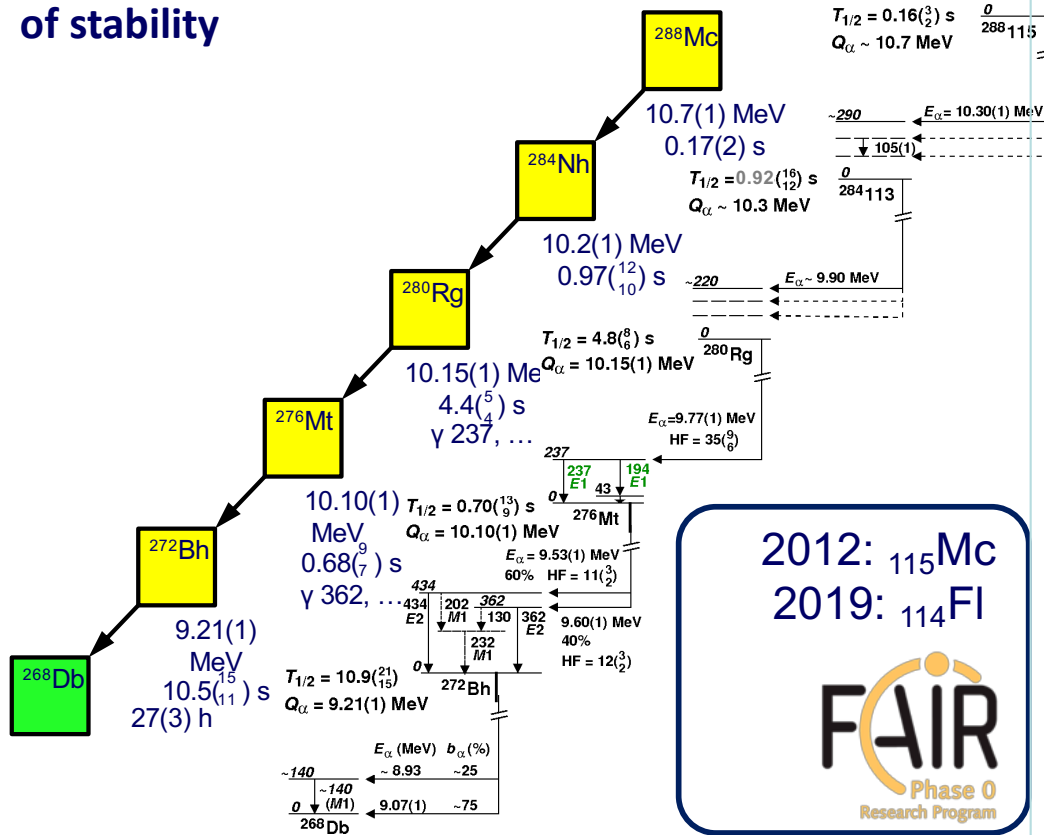 of stability
T1/2 = 0.16(3 2) s
Qα ~ 10.7 MeV
0
288 115
288Mc
10.7(1) MeV
0.17(2) s
~290
Eα = 10.30(1) MeV
105(1)
284Nh
T1/2 = 0.92(16 12) s
Qα ~ 10.3 MeV
0
284 113
10.2(1) MeV
0.97(12 10) s
~220
Eα ~ 9.90 MeV
280Rg
T1/2 = 4.8(8 6) s
Qα = 10.15(1) MeV
0
280Rg
10.15(1) Me
4.4(5 4) s
γ 237, …
Eα=9.77(1) MeV
HF = 35(9 6)
276Mt
237
237
E1
194
E1
43
0
276Mt
10.10(1)
MeV
0.68(9 7) s
γ 362, …
T1/2 = 0.70(13 9) s
Qα = 10.10(1) MeV
Eα = 9.53(1) MeV
60% HF = 11(3 2)
272Bh
434
434
E2
202
M1
362
130
362
E2
232
M1
9.60(1) MeV
40%
HF = 12(3 2)
0
272Bh
9.21(1)
MeV
10.5(15 11) s
T1/2 = 10.9(21 15)
Qα = 9.21(1) MeV
268Db
27(3) h
Eα (MeV) bα(%)
~140
~ 8.93 ~25
~140
(M1)
0
9.07(1) ~75
268Db
2012: 115Mc
2019: 114Fl
FAIR
Phase 0
Research Program